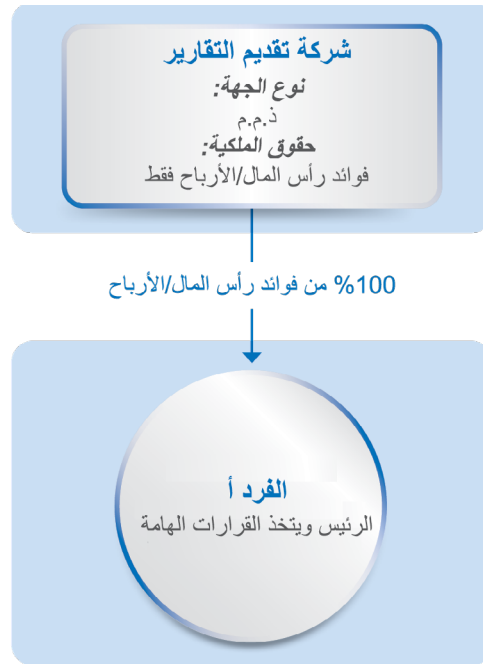 شركة تقديم التقارير
نوع الجهة:
ذ.م.م
حقوق الملكية:
فوائد رأس المال/الأرباح فقط
100% من فوائد رأس المال/الأرباح
الفرد أ
الرئيس ويتخذ القرارات الهامة